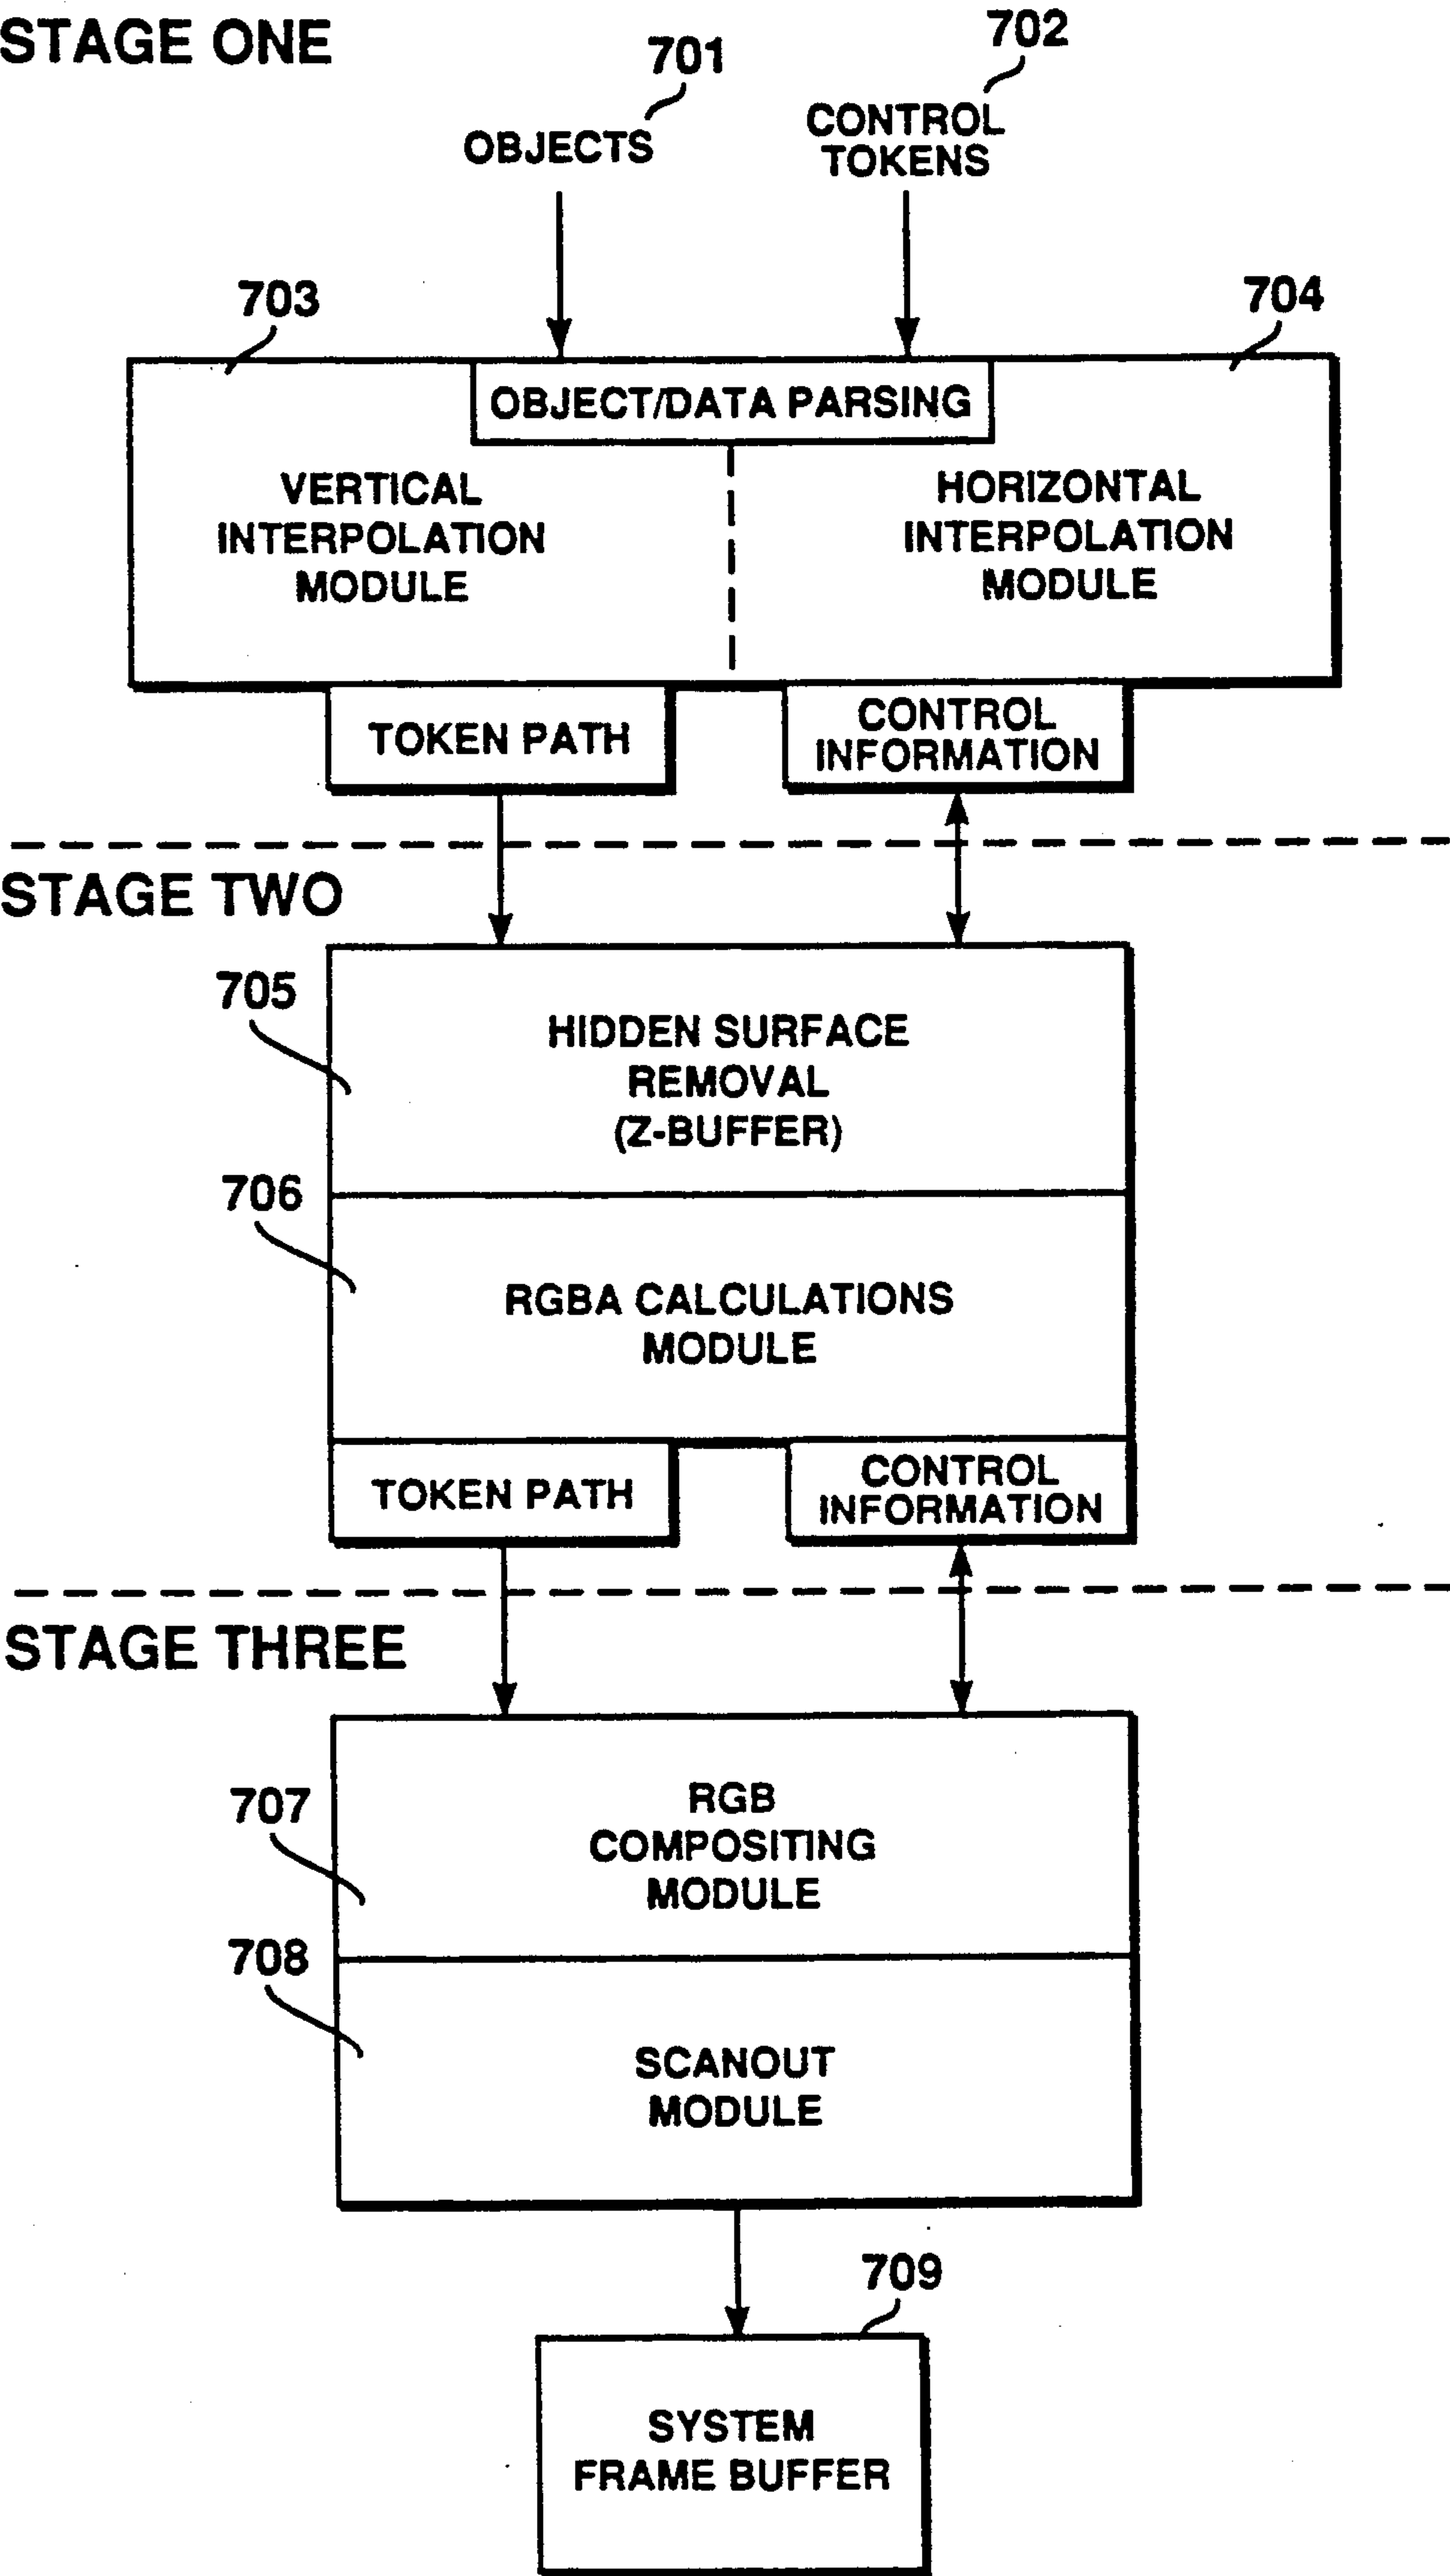 STAGE ONE
701
702
OBJECTS
CONTROL
TOKENS
703
704
OBJECT/DATA PARSING
VERTICAL
INTERPOLATION
MODULE
HORIZONTAL
INTERPOLATION
MODULE
TOKEN PATH
CONTROL
INFORMATION
STAGE TWO
705
HIDDEN SURFACE
REMOVAL
(Z-BUFFER)
706
RGBA CALCULATIONS
MODULE
TOKEN PATH
CONTROL
INFORMATION
STAGE THREE
707
RGB
COMPOSITING
MODULE
708
SCANOUT
MODULE
709
SYSTEM
FRAME BUFFER